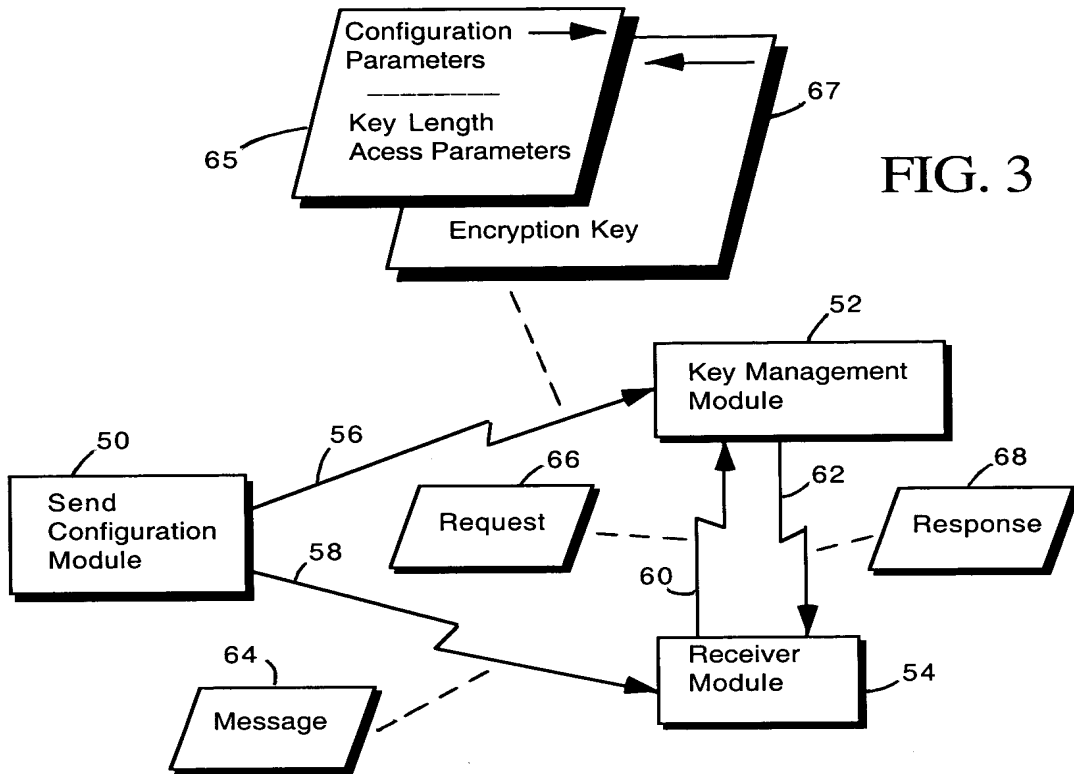 Configuration
Parameters
Key Length
Acess Parameters
65
67
FIG. 3
Encryption Key
52
Key Management
Module
50
56
66
62
68
Send
Configuration
Module
Request
Response
58
60
64
Receiver
Module
54
Message